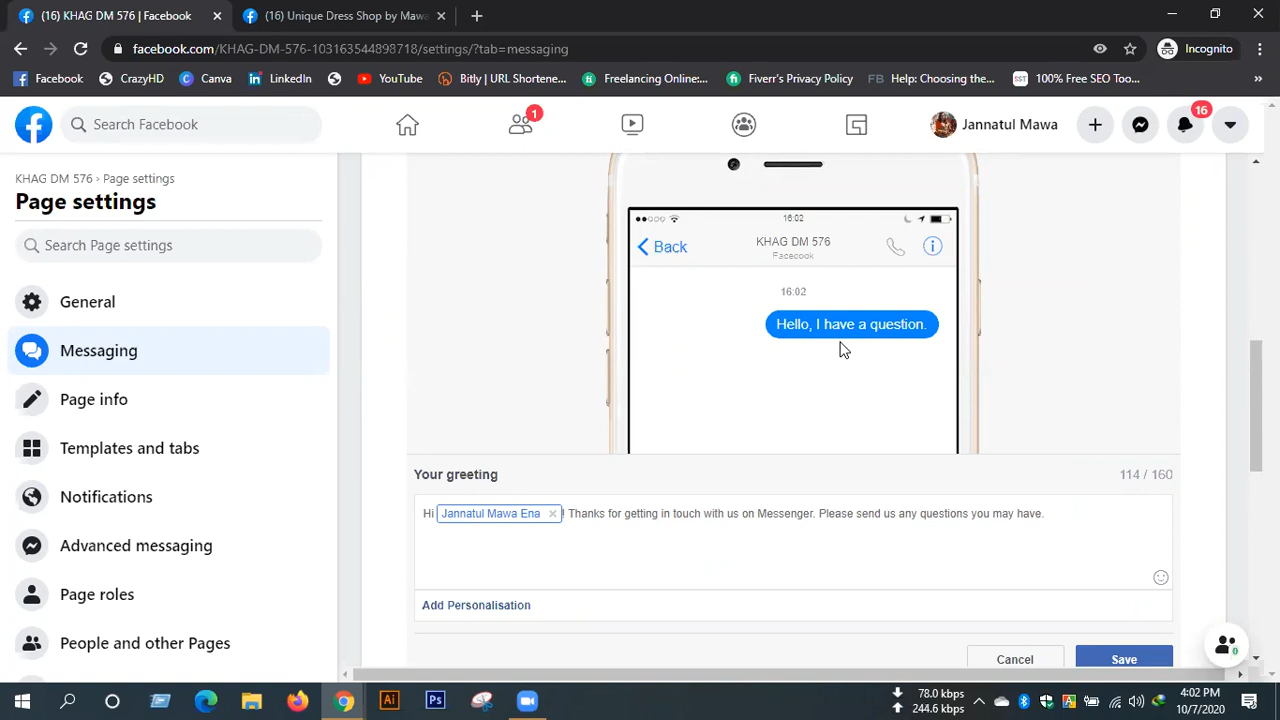 (16) KHAG DM 576 | Facebook
(16) Unique Dress Shop by Mawa
facebook.com/KHAG-DM-576-103163544898718/settings/?tab=messaging
Incognito
Facebook
CrazyHD
Canva
LinkedIn
YouTube
Bitly | URL Shortene...
Freelancing Online:...
Fiverr's Privacy Policy
FB Help: Choosing the...
SST 100% Free SEO Too...
»
Search Facebook
1
Jannatul Mawa
16
KHAG DM 576 > Page settings
Page settings
Search Page settings
General
Messaging
Page info
Templates and tabs
Notifications
Advanced messaging
Page roles
People and other Pages
16:02
Back
KHAG DM 576
Facebook
16:02
Hello, I have a question.
Your greeting
114 / 160
Hi Jannatul Mawa Ena ! Thanks for getting in touch with us on Messenger. Please send us any questions you may have.
Add Personalisation
Cancel
Save
0
Ai
Ps
78.0 kbps
244.6 kbps
4:02 PM
10/7/2020